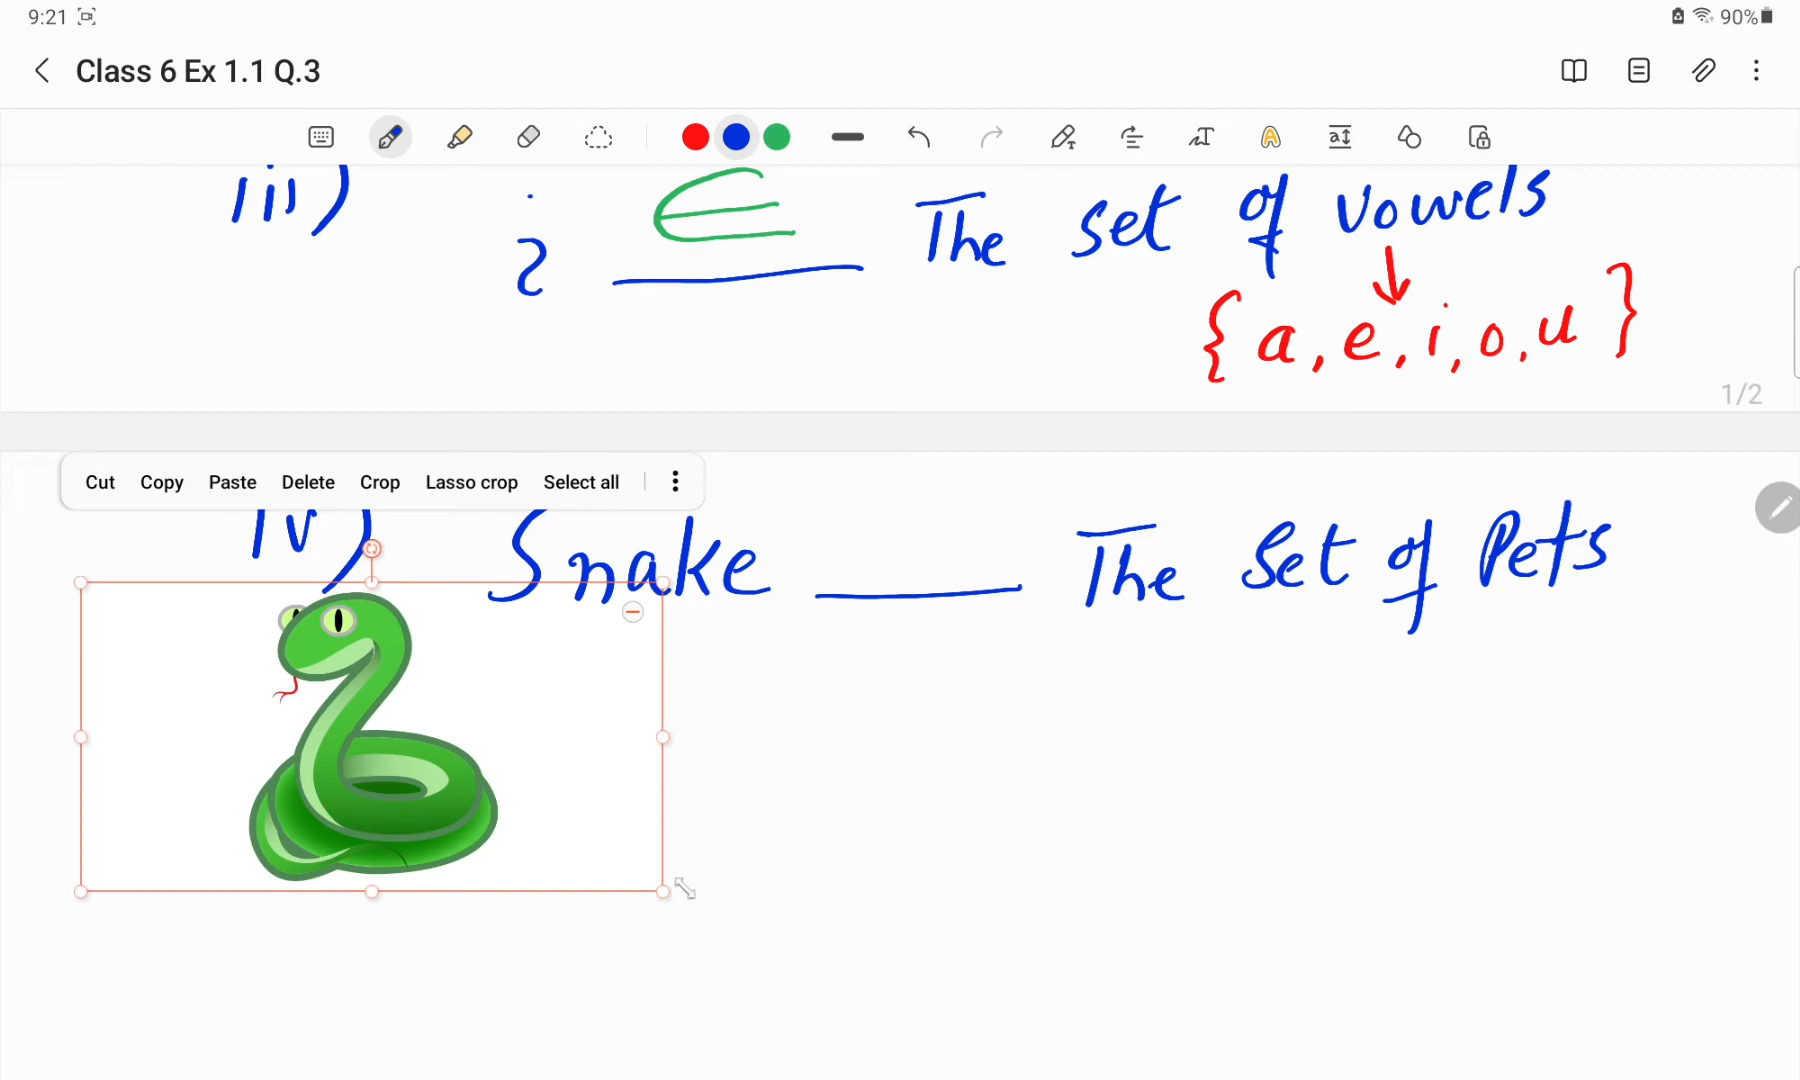 9:21 90%
Class 6 Ex 1.1 Q.3
iii) i ∈ The set of vowels
{ a, e, i, o, u }
1/2
Cut Copy Paste Delete Crop Lasso crop Select all
iv) Snake ____ The Set of Pets